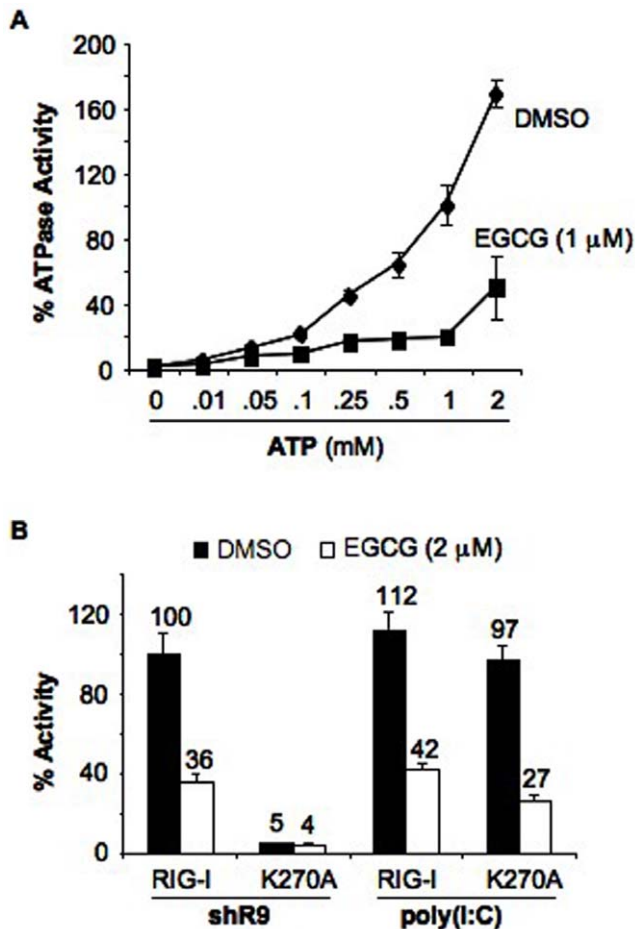 A
200
160
120
80
40
0
% ATPase Activity
DMSO
EGCG (1 µM)
0 .01 .05 .1 .25 .5 1 2
ATP (mM)
B
DMSO EGCG (2 µM)
120
80
40
0
% Activity
100 36 5 4 112 42 97 27
RIG-I K270A RIG-I K270A
shR9 poly(I:C)